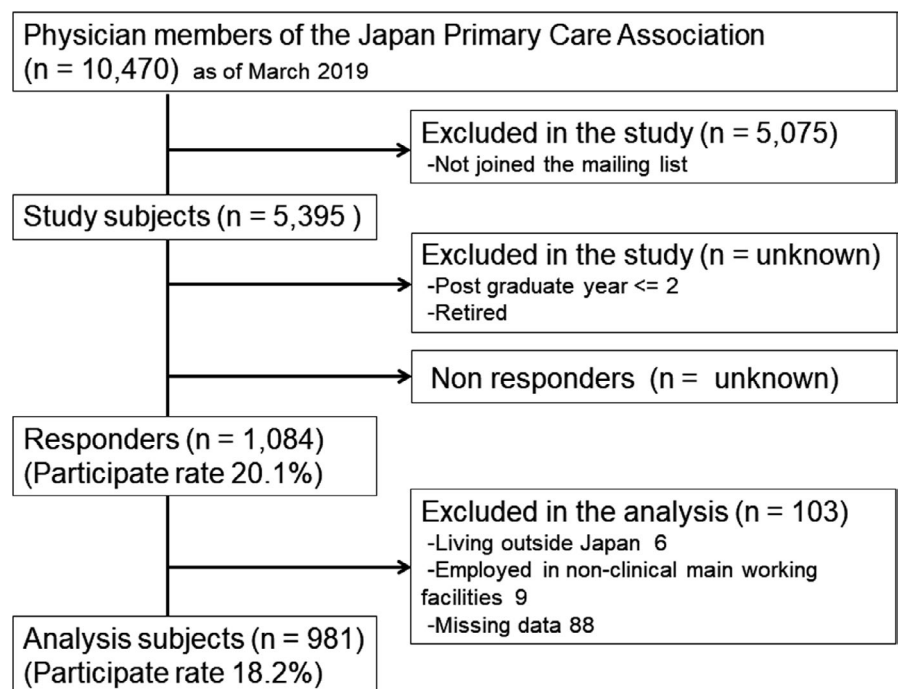 Physician members of the Japan Primary Care Association
(n = 10,470) as of March 2019
Excluded in the study (n = 5,075)
-Not joined the mailing list
Study subjects (n = 5,395 )
Excluded in the study (n = unknown)
-Post graduate year <= 2
-Retired
Non responders (n = unknown)
Responders (n = 1,084)
(Participate rate 20.1%)
Excluded in the analysis (n = 103)
-Living outside Japan 6
-Employed in non-clinical main working
facilities 9
-Missing data 88
Analysis subjects (n = 981)
(Participate rate 18.2%)